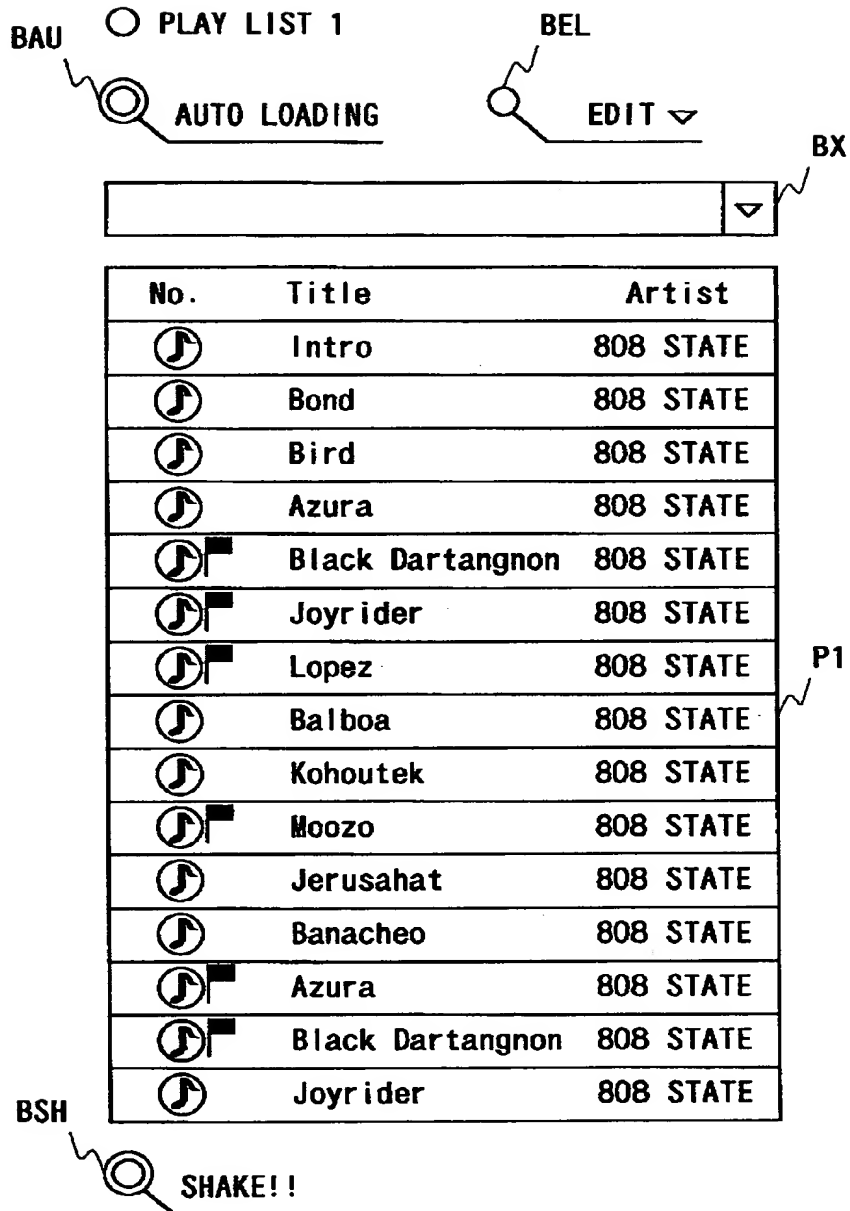 PLAY LIST 1
BAU BEL
AUTO LOADING EDIT
BX
No. Title Artist
Intro 808 STATE
Bond 808 STATE
Bird 808 STATE
Azura 808 STATE
Black Dartangnon 808 STATE
Joyrider 808 STATE
Lopez 808 STATE
P1
Balboa 808 STATE
Kohoutek 808 STATE
Moozo 808 STATE
Jerusahat 808 STATE
Banacheo 808 STATE
Azura 808 STATE
Black Dartangnon 808 STATE
Joyrider 808 STATE
BSH
SHAKE!!